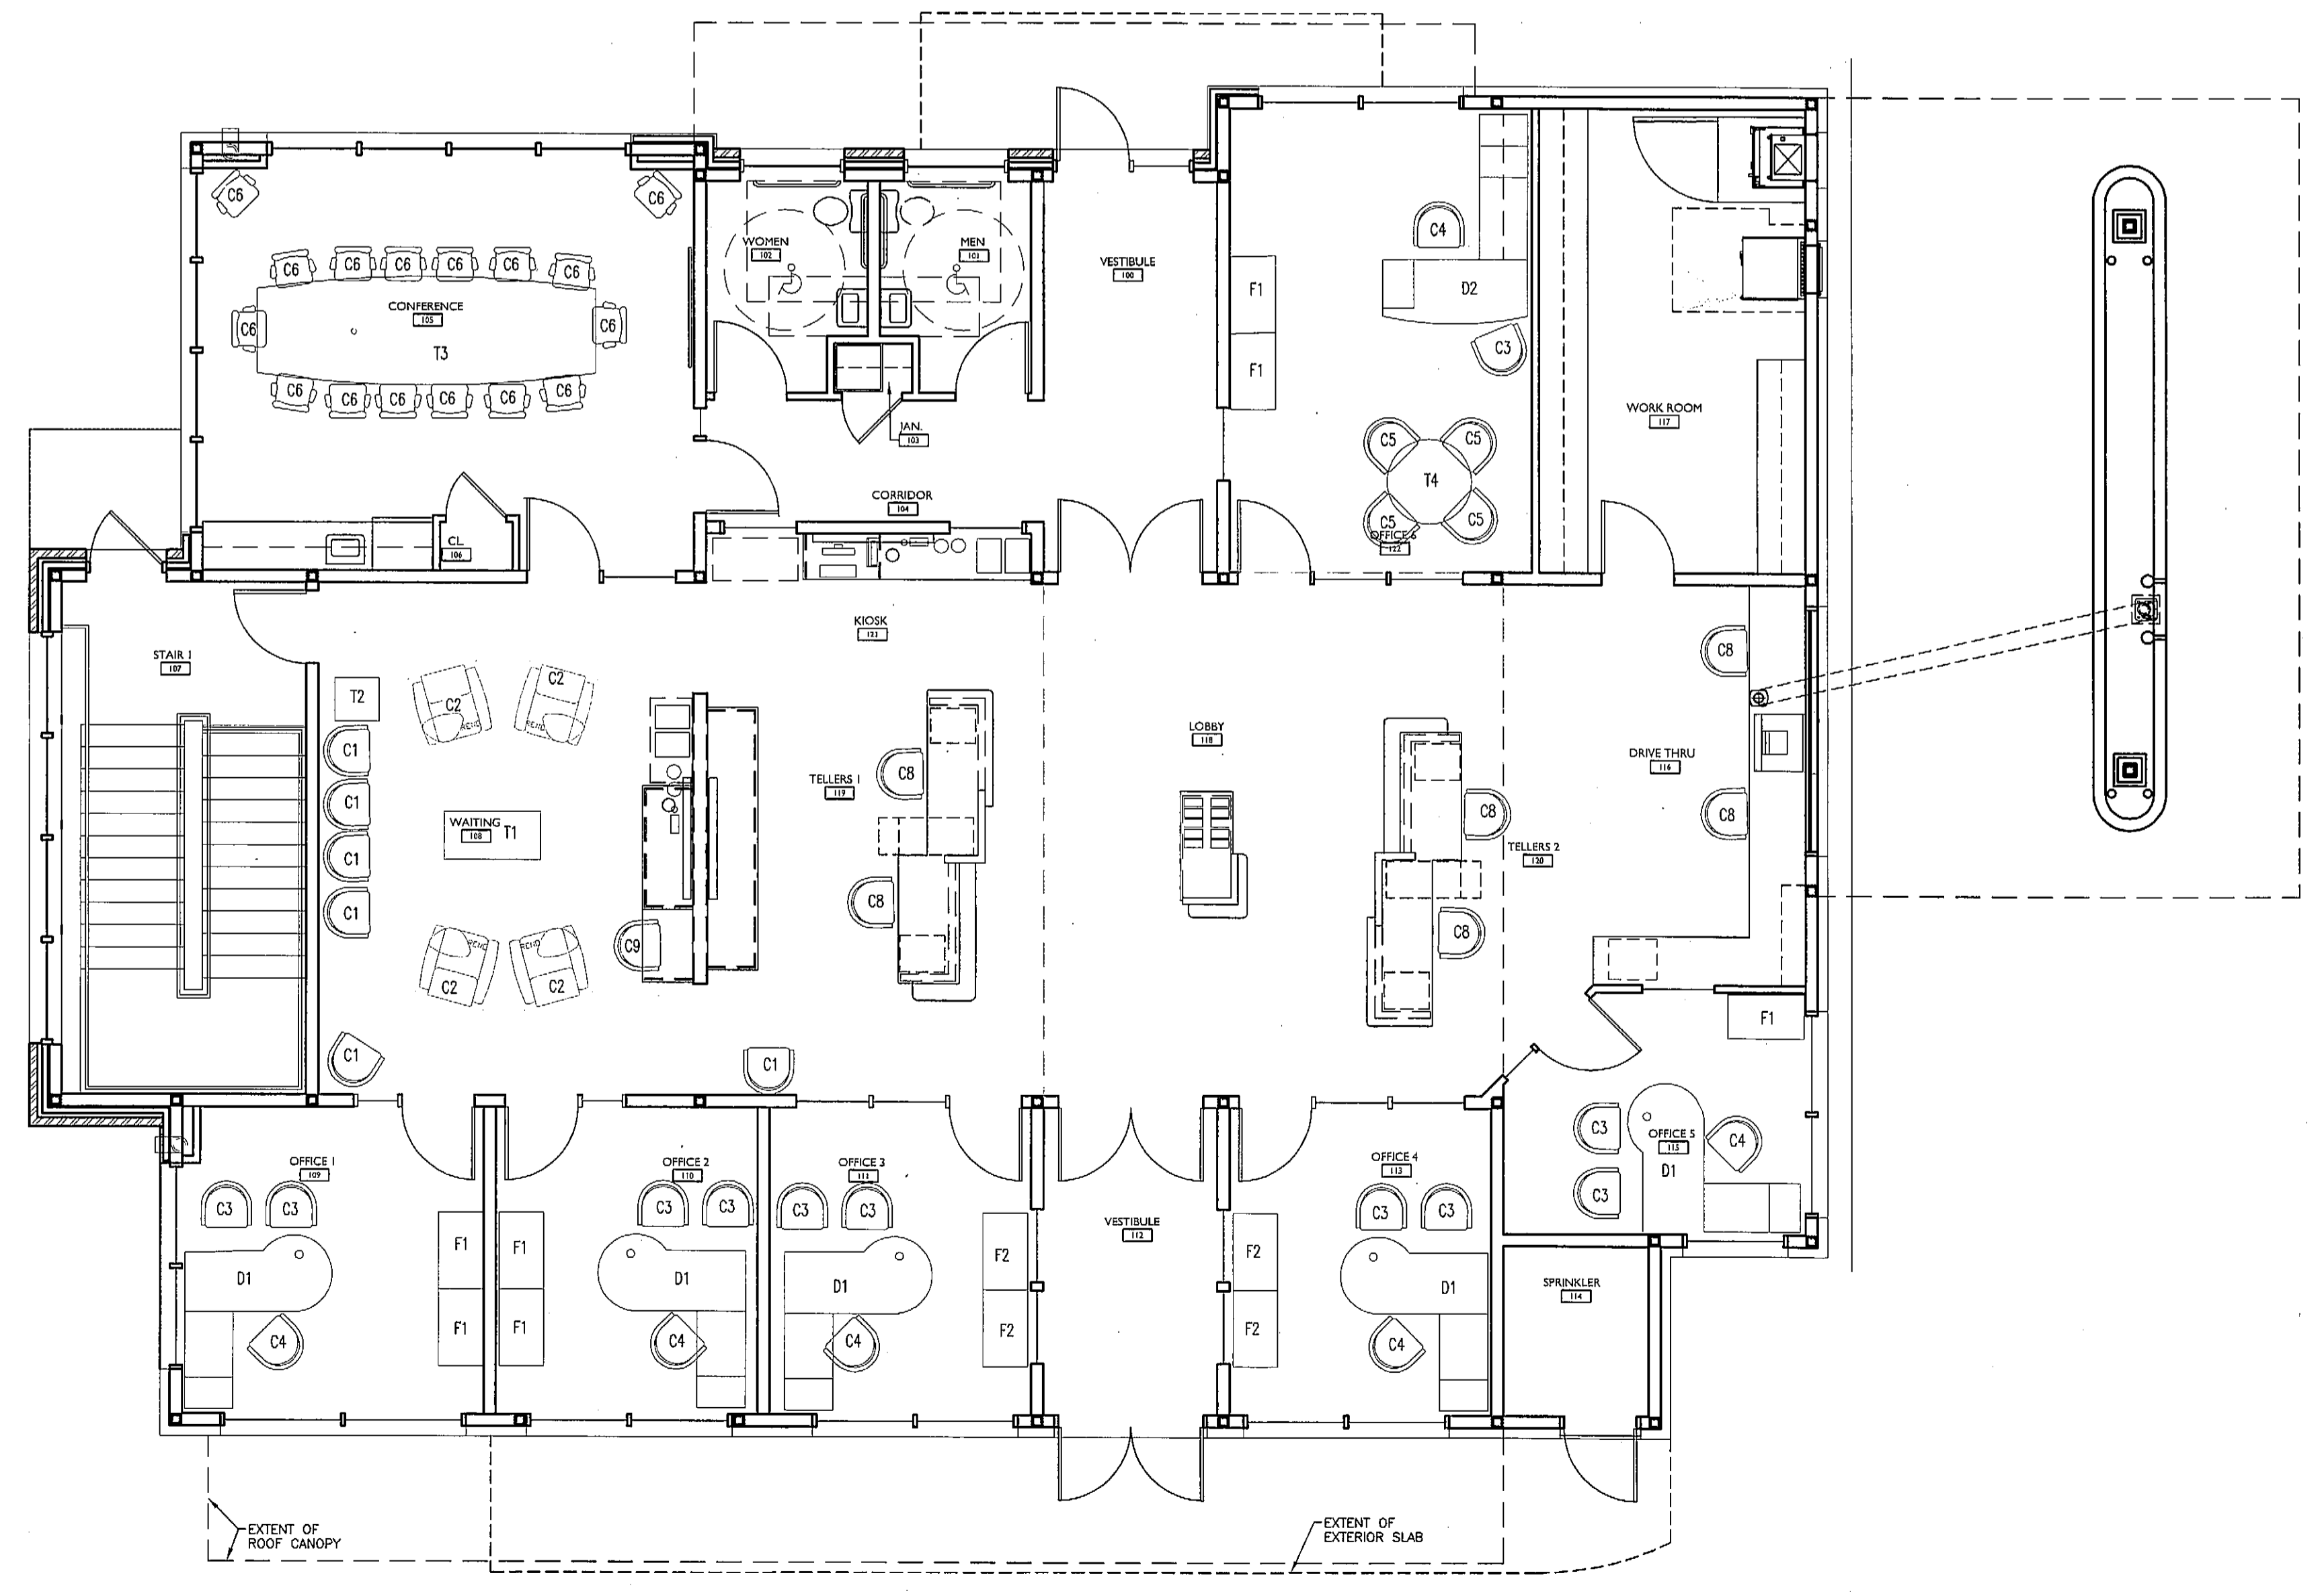 C6
C6
WOMEN
102
MEN
101
VESTIBULE
100
C4
F1
D2
F1
C3
C6
C6
C6
C6
C6
C6
CONFERENCE
105
C6
C6
T3
C6
C6
C6
C6
C6
C6
JAN.
103
WORK ROOM
117
C5
C5
T4
C5
C5
OFFICE 6
122
CORRIDOR
104
CL.
106
KIOSK
121
STAIR 1
107
T2
C2
C2
C1
C1
C1
C1
WAITING
108
T1
TELLERS 1
119
C8
C8
LOBBY
118
C8
C8
DRIVE THRU
116
C8
TELLERS 2
120
C8
C9
C2
C2
C1
C1
F1
OFFICE 1
109
C3
C3
D1
C4
F1
F1
F1
F1
OFFICE 2
110
C3
C3
D1
C4
OFFICE 3
111
C3
C3
D1
C4
F2
F2
VESTIBULE
112
F2
F2
OFFICE 4
113
C3
C3
D1
C4
C3
C3
OFFICE 5
115
D1
C4
SPRINKLER
114
EXTENT OF
ROOF CANOPY
EXTENT OF
EXTERIOR SLAB